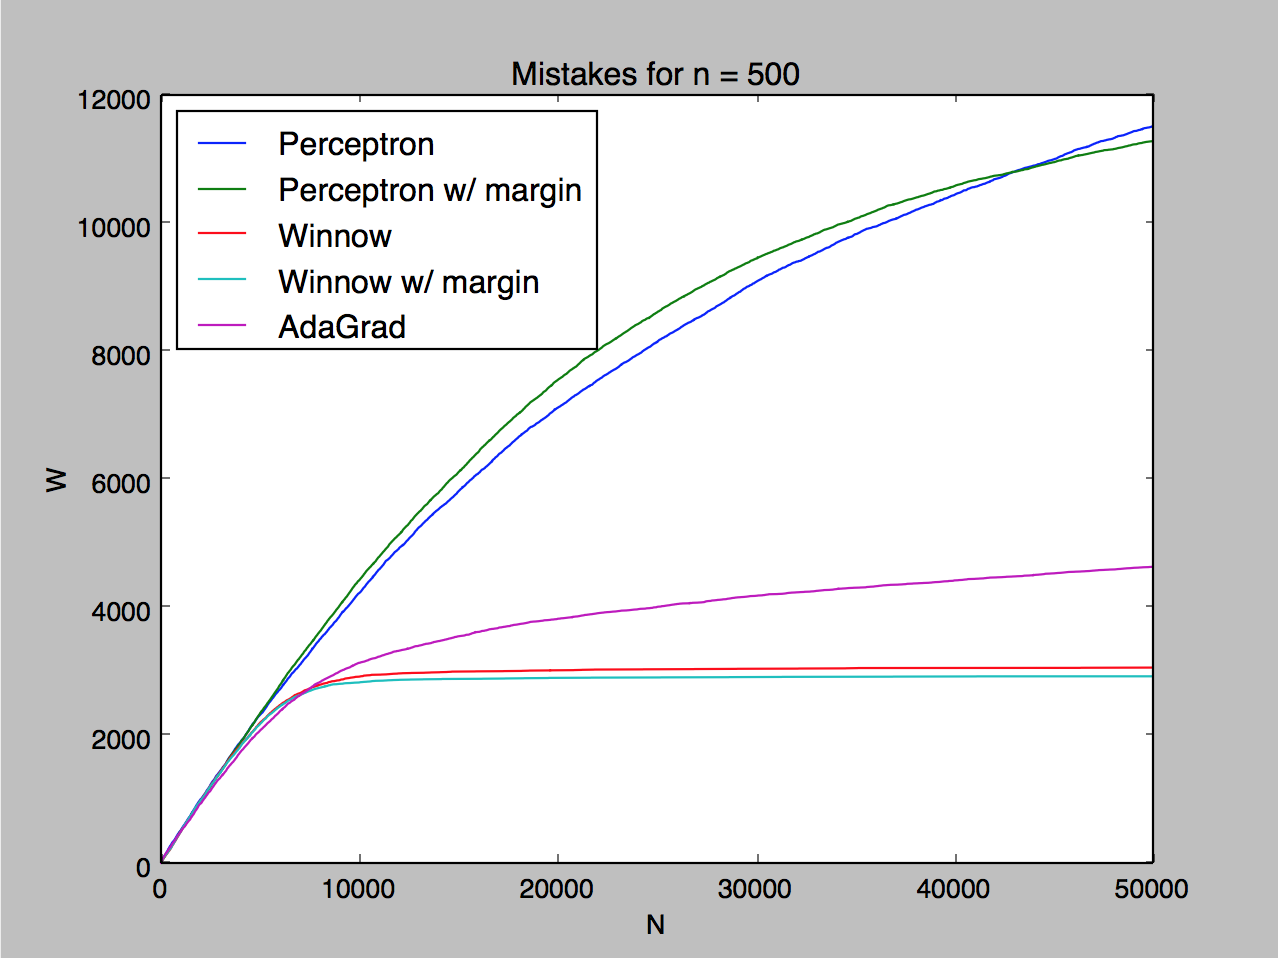 Mistakes for n = 500
12000
10000
8000
6000
4000
2000
0
W
Perceptron
Perceptron w/ margin
Winnow
Winnow w/ margin
AdaGrad
0 10000 20000 30000 40000 50000
N